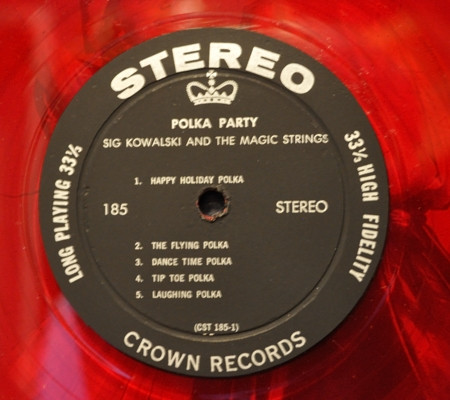 STEREO
POLKA PARTY
SIG KOWALSKI AND THE MAGIC STRINGS
1. HAPPY HOLIDAY POLKA
185 STEREO
2. THE FLYING POLKA
3. DANCE TIME POLKA
4. TIP TOE POLKA
5. LAUGHING POLKA
(CST 185-1)
LONG PLAYING 33⅓
33⅓ HIGH FIDELITY
CROWN RECORDS